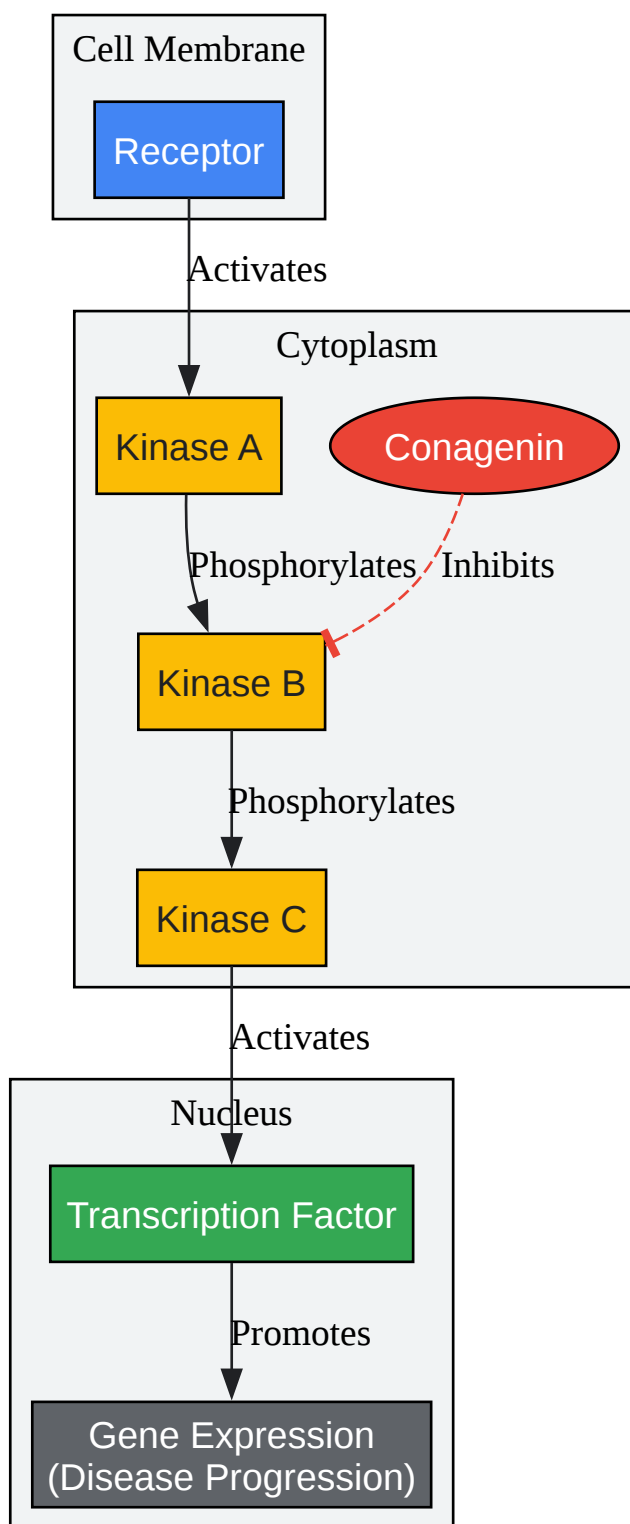 Cell Membrane
Receptor
Activates
Cytoplasm
Kinase A
Conagenin
Phosphorylates
Inhibits
Kinase B
Phosphorylates
Kinase C
Activates
Nucleus
Transcription Factor
Promotes
Gene Expression
(Disease Progression)